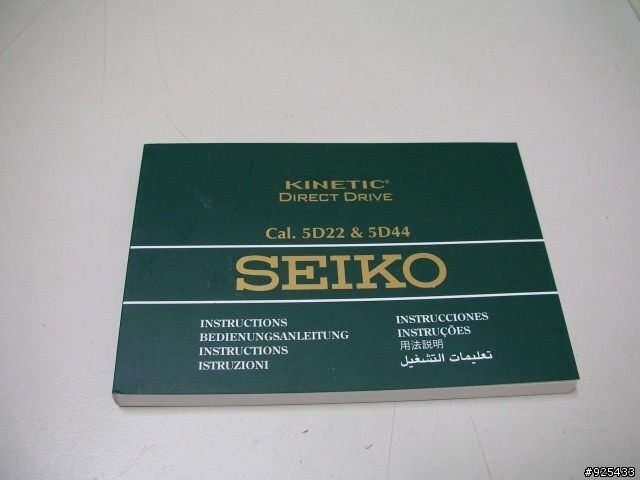 KINETIC®
DIRECT DRIVE
Cal. 5D22 & 5D44
SEIKO
INSTRUCTIONS
BEDIENUNGSANLEITUNG
INSTRUCTIONS
ISTRUZIONI
INSTRUCCIONES
INSTRUÇÕES
用法説明
تعليمات التشغيل
#925433